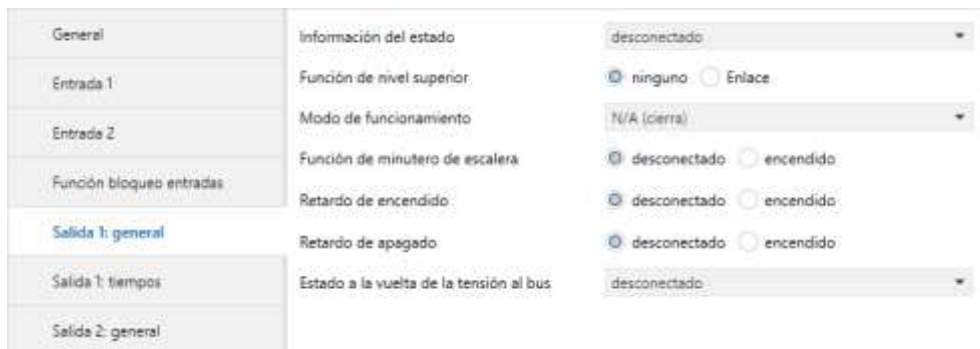 General
Entrada 1
Entrada 2
Función bloqueo entradas
Salida 1: general
Salida 1: tiempos
Salida 2: general
Información del estado desconectado
Función de nivel superior ninguno Enlace
Modo de funcionamiento N/A (cierra)
Función de minutero de escalera desconectado encendido
Retardo de encendido desconectado encendido
Retardo de apagado desconectado encendido
Estado a la vuelta de la tensión al bus desconectado